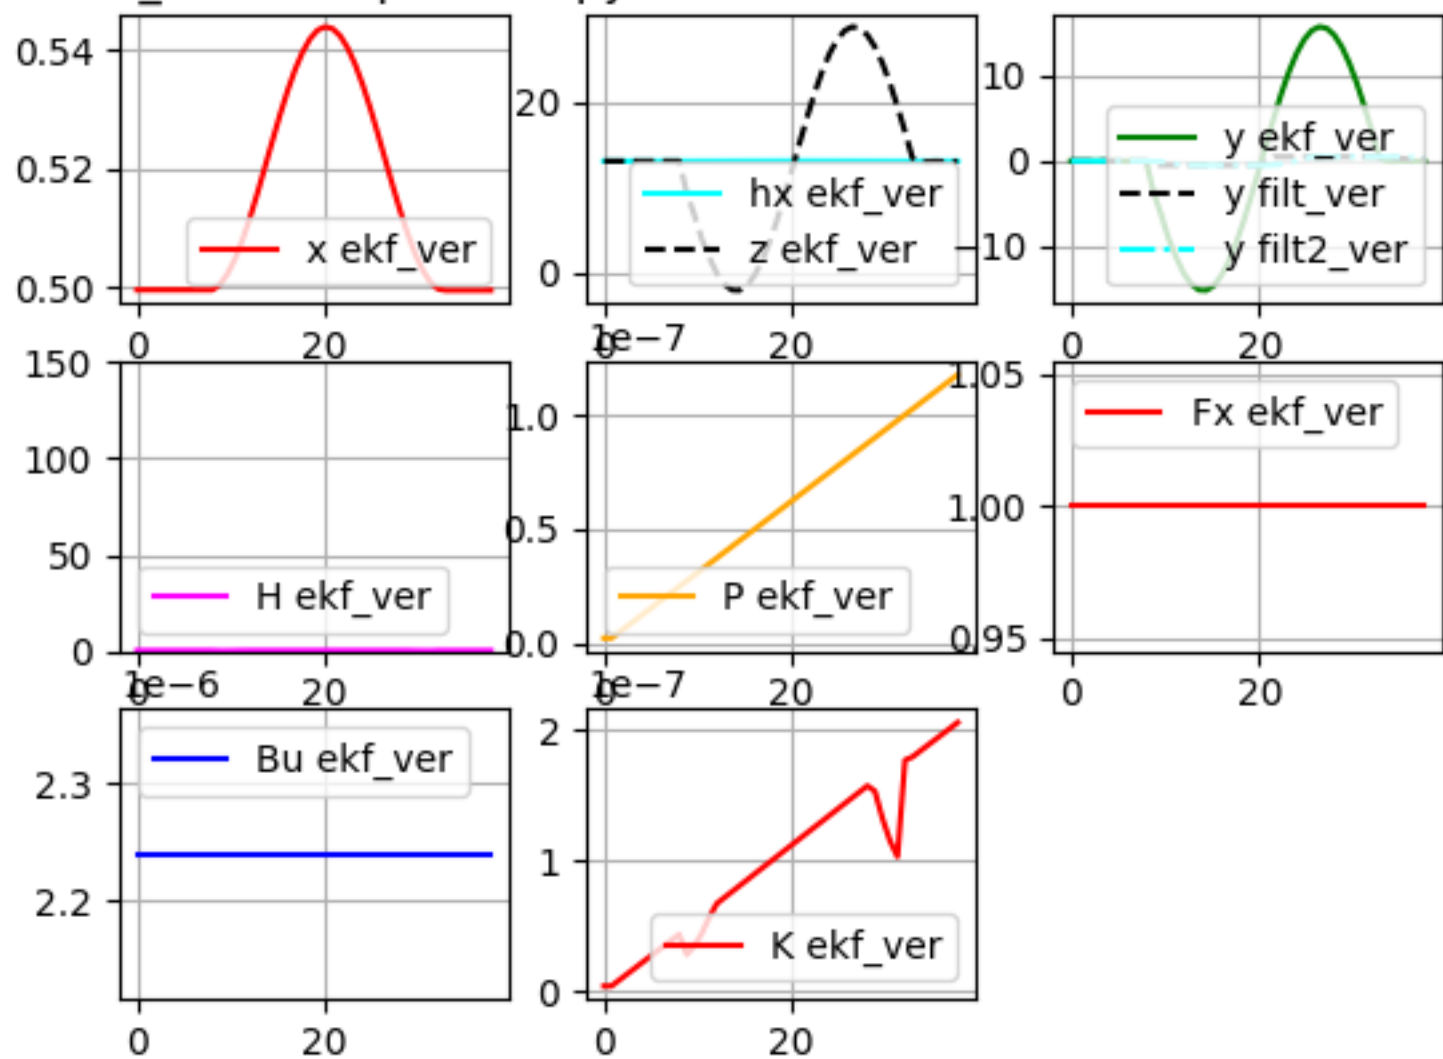 0.54
0.52
0.50
0
20
x ekf_ver
20
0
0
20
hx ekf_ver
z ekf_ver
10
0
−10
0
20
y ekf_ver
y filt_ver
y filt2_ver
150
100
50
0
0
20
H ekf_ver
1e−7
1.0
0.5
0.0
0
20
P ekf_ver
1.05
1.00
0.95
0
20
Fx ekf_ver
1e−6
2.3
2.2
0
20
Bu ekf_ver
1e−7
2
1
0
0
20
K ekf_ver